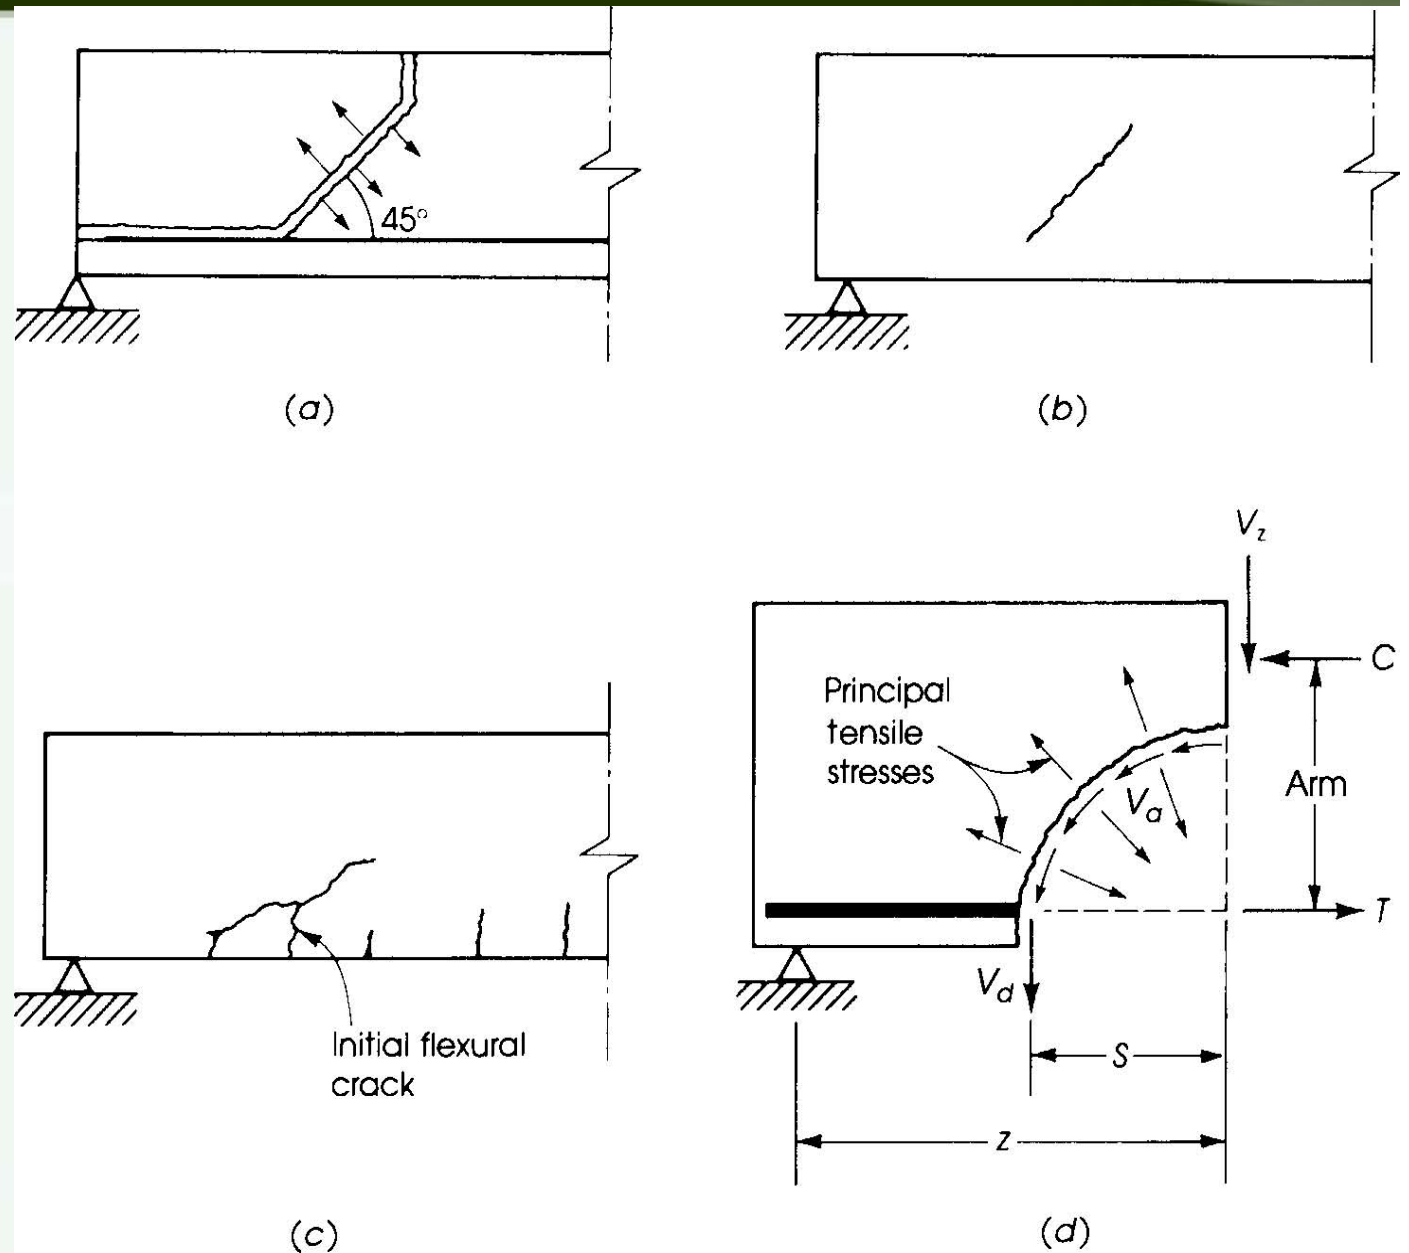 45°
(a)
(b)
Initial flexural
crack
(c)
V_z
C
Principal
tensile
stresses
V_a
Arm
T
V_d
S
z
(d)